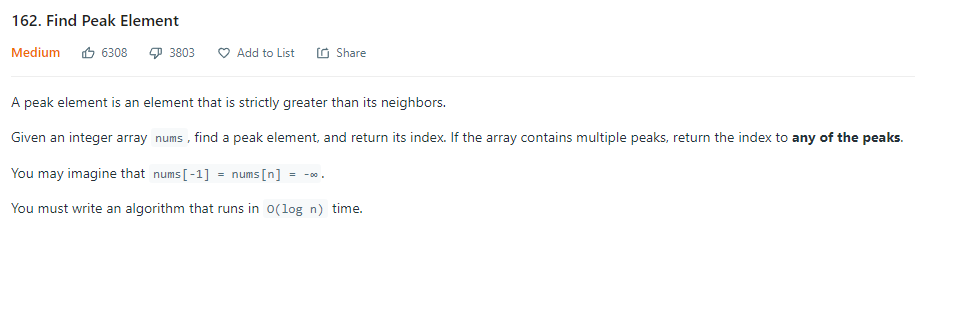 162. Find Peak Element
Medium 6308 3803 Add to List Share
A peak element is an element that is strictly greater than its neighbors.
Given an integer array nums, find a peak element, and return its index. If the array contains multiple peaks, return the index to any of the peaks.
You may imagine that nums[-1] = nums[n] = -∞.
You must write an algorithm that runs in O(log n) time.